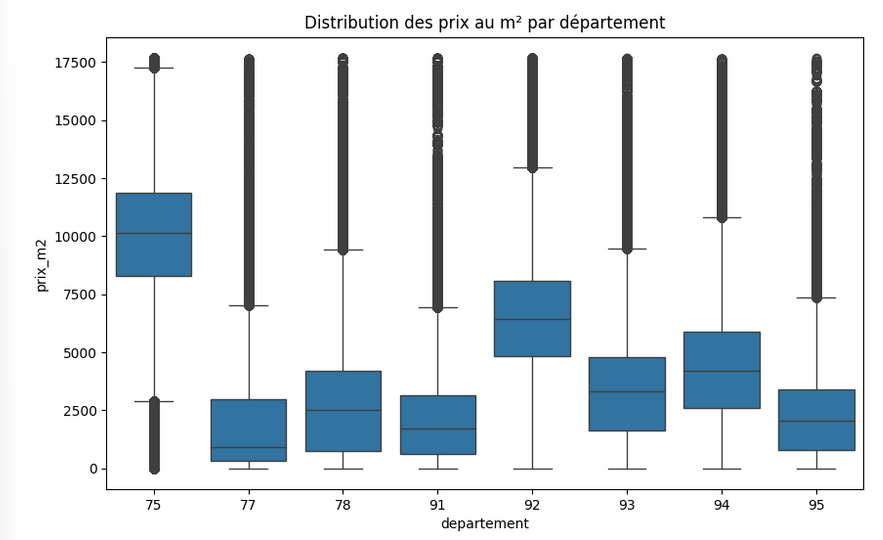 Distribution des prix au m² par département
prix_m2
17500
15000
12500
10000
7500
5000
2500
0
75 77 78 91 92 93 94 95
departement